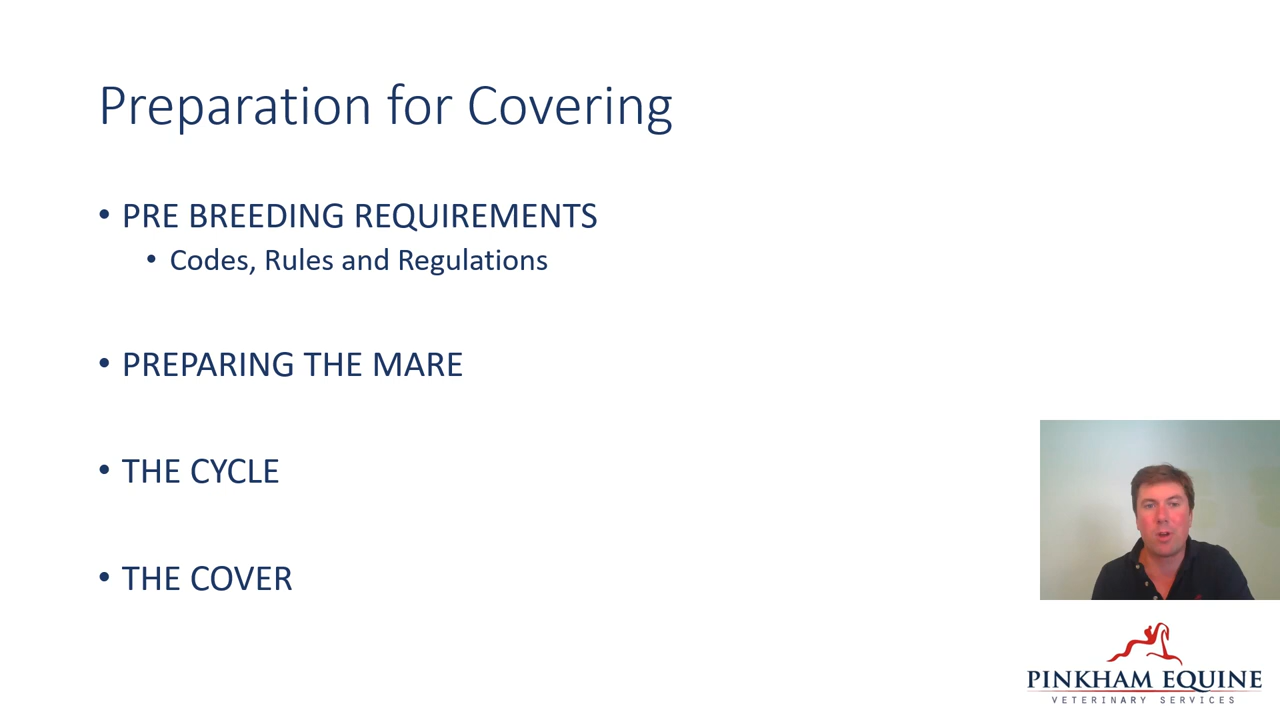 Preparation for Covering
• PRE BREEDING REQUIREMENTS
• Codes, Rules and Regulations
• PREPARING THE MARE
• THE CYCLE
• THE COVER
PINKHAM EQUINE
VETERINARY SERVICES